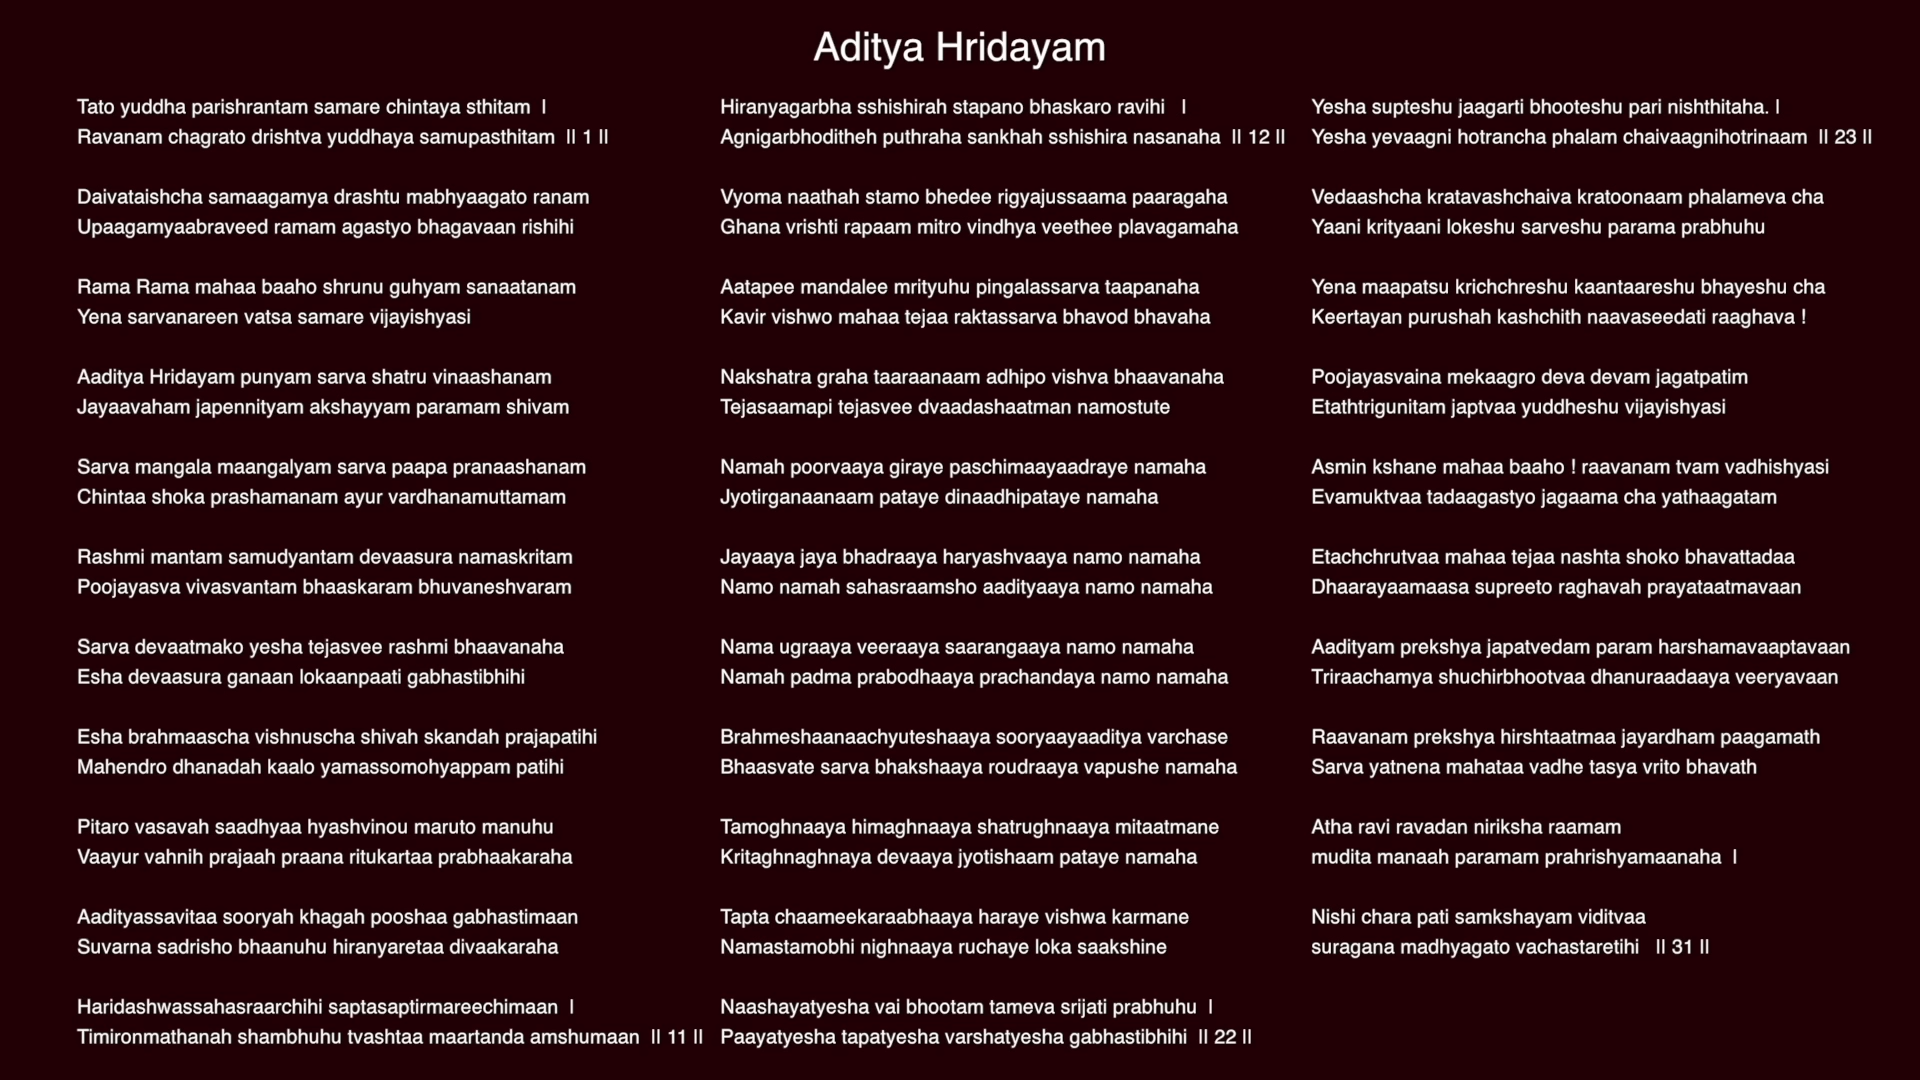 Aditya Hridayam
Tato yuddha parishrantam samare chintaya sthitam |
Ravanam chagrato drishtva yuddhaya samupasthitam || 1 ||
Daivataishcha samaagamya drashtu mabhyaagato ranam
Upaagamyaabraveed ramam agastyo bhagavaan rishihi
Rama Rama mahaa baaho shrunu guhyam sanaatanam
Yena sarvanareen vatsa samare vijayishyasi
Aaditya Hridayam punyam sarva shatru vinaashanam
Jayaavaham japennityam akshayyam paramam shivam
Sarva mangala maangalyam sarva paapa pranaashanam
Chintaa shoka prashamanam ayur vardhanamuttamam
Rashmi mantam samudyantam devaasura namaskritam
Poojayasva vivasvantam bhaaskaram bhuvaneshvaram
Sarva devaatmako yesha tejasvee rashmi bhaavanaha
Esha devaasura ganaan lokaanpaati gabhastibhihi
Esha brahmaascha vishnuscha shivah skandah prajapatihi
Mahendro dhanadah kaalo yamassomohyappam patihi
Pitaro vasavah saadhyaa hyashvinou maruto manuhu
Vaayur vahnih prajaah praana ritukartaa prabhaakaraha
Aadityassavitaa sooryah khagah pooshaa gabhastimaan
Suvarna sadrisho bhaanuhu hiranyaretaa divaakaraha
Haridashwassahasraarchihi saptasaptirmareechimaan |
Timironmathanah shambhuhu tvashtaa maartanda amshumaan || 11 ||
Hiranyagarbha sshishirah stapano bhaskaro ravihi |
Agnigarbhoditheh puthraha sankhah sshishira nasanaha || 12 ||
Vyoma naathah stamo bhedee rigyajussaama paaragaha
Ghana vrishti rapaam mitro vindhya veethee plavagamaha
Aatapee mandalee mrityuhu pingalassarva taapanaha
Kavir vishwo mahaa tejaa raktassarva bhavod bhavaha
Nakshatra graha taaraanaam adhipo vishva bhaavanaha
Tejasaamapi tejasvee dvaadashaatman namostute
Namah poorvaaya giraye paschimaayaadraye namaha
Jyotirganaanaam pataye dinaadhipataye namaha
Jayaaya jaya bhadraaya haryashvaaya namo namaha
Namo namah sahasraamsho aadityaaya namo namaha
Nama ugraaya veeraaya saarangaaya namo namaha
Namah padma prabodhaaya prachandaya namo namaha
Brahmeshaanaachyuteshaaya sooryaayaaditya varchase
Bhaasvate sarva bhakshaaya roudraaya vapushe namaha
Tamoghnaaya himaghnaaya shatrughnaaya mitaatmane
Kritaghnaghnaya devaaya jyotishaam pataye namaha
Tapta chaameekaraabhaaya haraye vishwa karmane
Namastamobhi nighnaaya ruchaye loka saakshine
Naashayatyesha vai bhootam tameva srijati prabhuhu |
Paayatyesha tapatyesha varshatyesha gabhastibhihi || 22 ||
Yesha supteshu jaagarti bhooteshu pari nishthitaha. |
Yesha yevaagni hotrancha phalam chaivaagnihotrinaam || 23 ||
Vedaashcha kratavashchaiva kratoonaam phalameva cha
Yaani krityaani lokeshu sarveshu parama prabhuhu
Yena maapatsu krichchreshu kaantaareshu bhayeshu cha
Keertayan purushah kashchith naavaseedati raaghava !
Poojayasvaina mekaagro deva devam jagatpatim
Etathtrigunitam japtvaa yuddheshu vijayishyasi
Asmin kshane mahaa baaho ! raavanam tvam vadhishyasi
Evamuktvaa tadaagastyo jagaama cha yathaagatam
Etachchrutvaa mahaa tejaa nashta shoko bhavattadaa
Dhaarayaamaasa supreeto raghavah prayataatmavaan
Aadityam prekshya japatvedam param harshamavaaptavaan
Triraachamya shuchirbhootvaa dhanuraadaaya veeryavaan
Raavanam prekshya hirshtaatmaa jayardham paagamath
Sarva yatnena mahataa vadhe tasya vrito bhavath
Atha ravi ravadan niriksha raamam
mudita manaah paramam prahrishyamaanaha |
Nishi chara pati samkshayam viditvaa
suragana madhyagato vachastaretihi || 31 ||